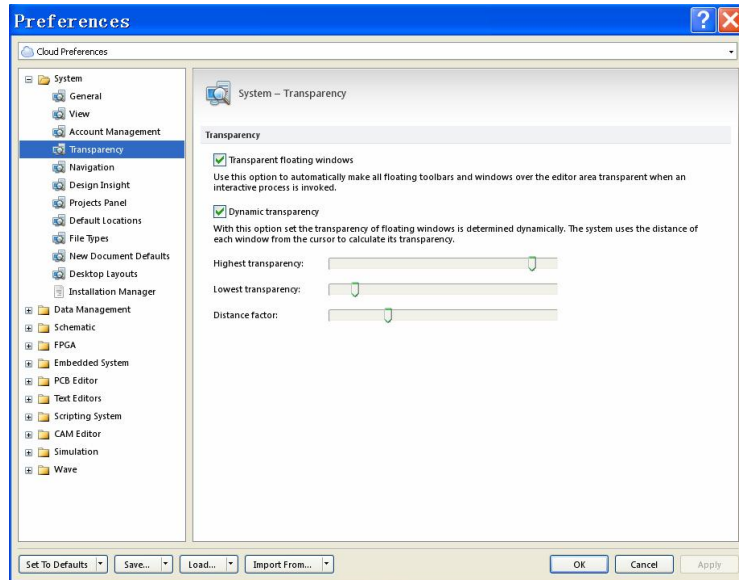 Preferences
?
Cloud Preferences
System
General
View
Account Management
Transparency
Navigation
Design Insight
Projects Panel
Default Locations
File Types
New Document Defaults
Desktop Layouts
Installation Manager
Data Management
Schematic
FPGA
Embedded System
PCB Editor
Text Editors
Scripting System
CAM Editor
Simulation
Wave
System – Transparency
Transparency
Transparent floating windows
Use this option to automatically make all floating toolbars and windows over the editor area transparent when an
interactive process is invoked.
Dynamic transparency
With this option set the transparency of floating windows is determined dynamically. The system uses the distance of
each window from the cursor to calculate its transparency.
Highest transparency:
Lowest transparency:
Distance factor:
Set To Defaults Save... Load... Import From... OK Cancel Apply